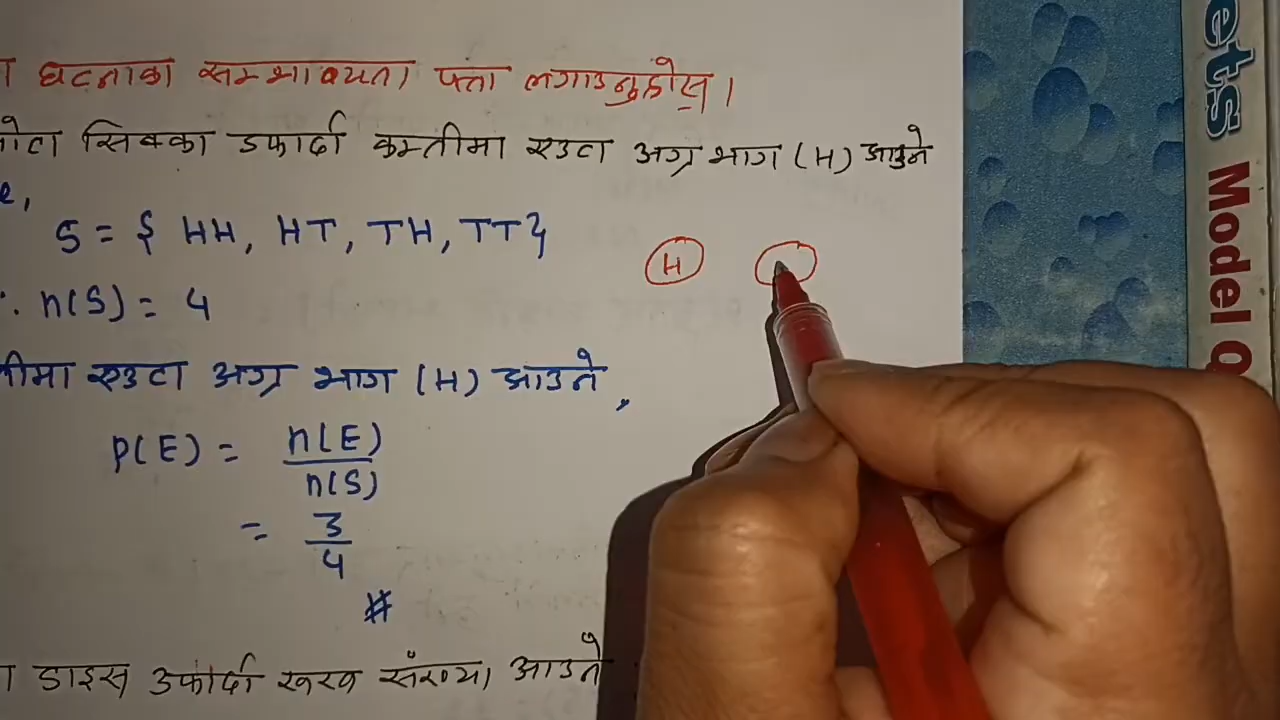 घटनाका सम्भाव्यता पत्ता लगाउनुहोस्।
सिक्का उफार्दा कम्तीमा एउटा अग्र भाग (H) आउने
S = { HH, HT, TH, TT}
H
∴ n(S) = 4
एउटा अग्र भाग (H) आउने,
P(E) = n(E)/n(S)
= 3/4
#
डाइस उफार्दा रूढ संख्या आउने
ets Model Q